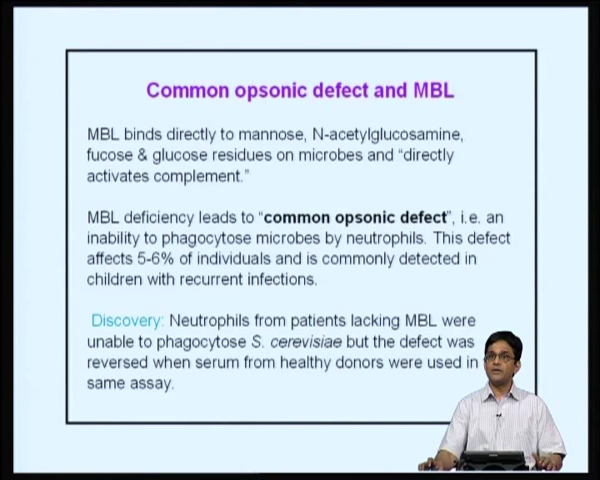 Common opsonic defect and MBL
MBL binds directly to mannose, N-acetylglucosamine,
fucose & glucose residues on microbes and "directly
activates complement."
MBL deficiency leads to "common opsonic defect", i.e. an
inability to phagocytose microbes by neutrophils. This defect
affects 5-6% of individuals and is commonly detected in
children with recurrent infections.
Discovery: Neutrophils from patients lacking MBL were
unable to phagocytose S. cerevisiae but the defect was
reversed when serum from healthy donors were used in
same assay.